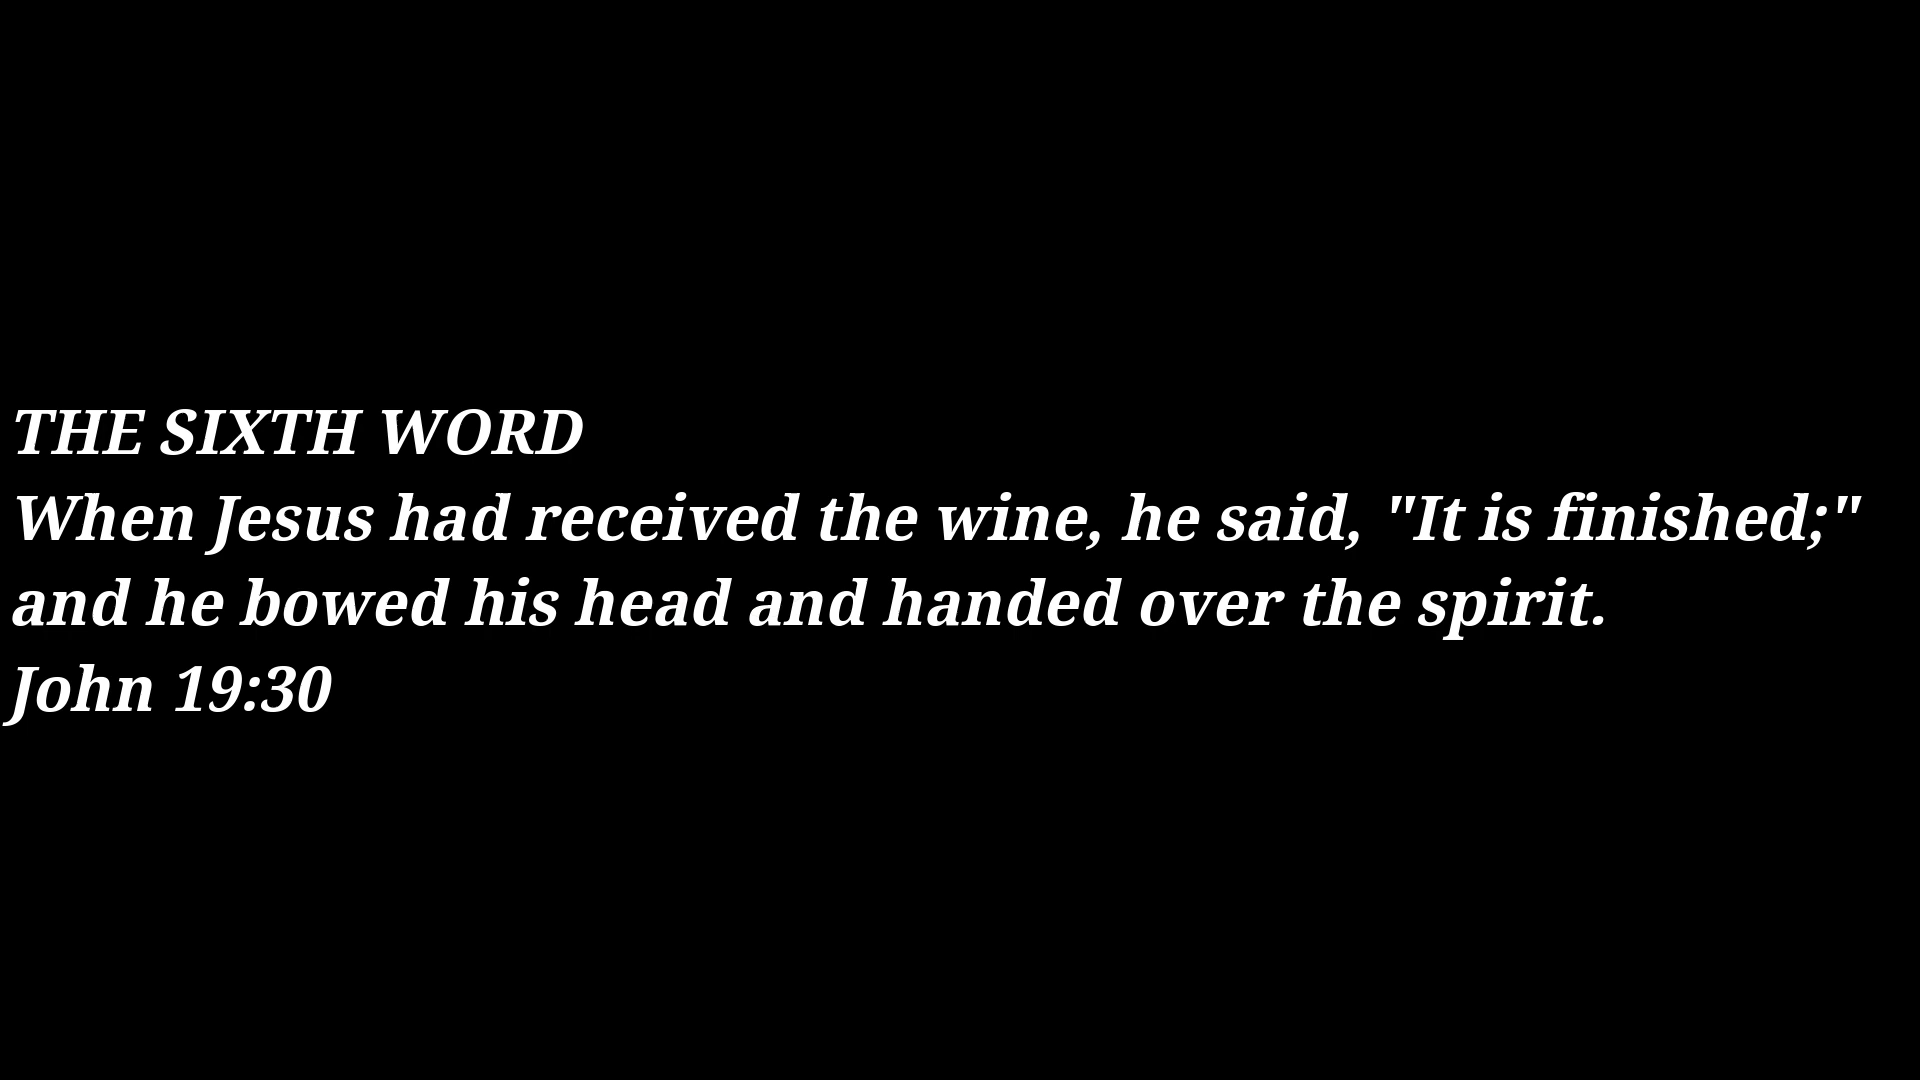 THE SIXTH WORD
When Jesus had received the wine, he said, "It is finished;"
and he bowed his head and handed over the spirit.
John 19:30